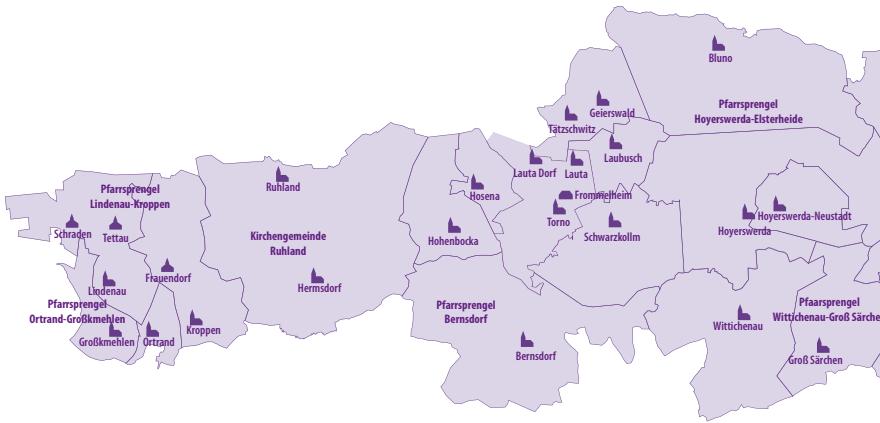 Bluno
Pfarrsprengel
Hoyerswerda-Elsterheide
Geierswald
Tätzschwitz
Laubusch
Lauta Dorf
Lauta
Frommelheim
Torno
Schwarzkollm
Hosena
Hohenbocka
Ruhland
Kirchengemeinde
Ruhland
Hermsdorf
Pfarrsprengel
Lindenau-Kroppen
Schraden
Tettau
Frauendorf
Lindenau
Pfarrsprengel
Ortrand-Großkmehlen
Großkmehlen
Ortrand
Kroppen
Pfarrsprengel
Bernsdorf
Bernsdorf
Hoyerswerda-Neustadt
Hoyerswerda
Wittichenau
Pfaarsprengel
Wittichenau-Groß Särche
Groß Särchen